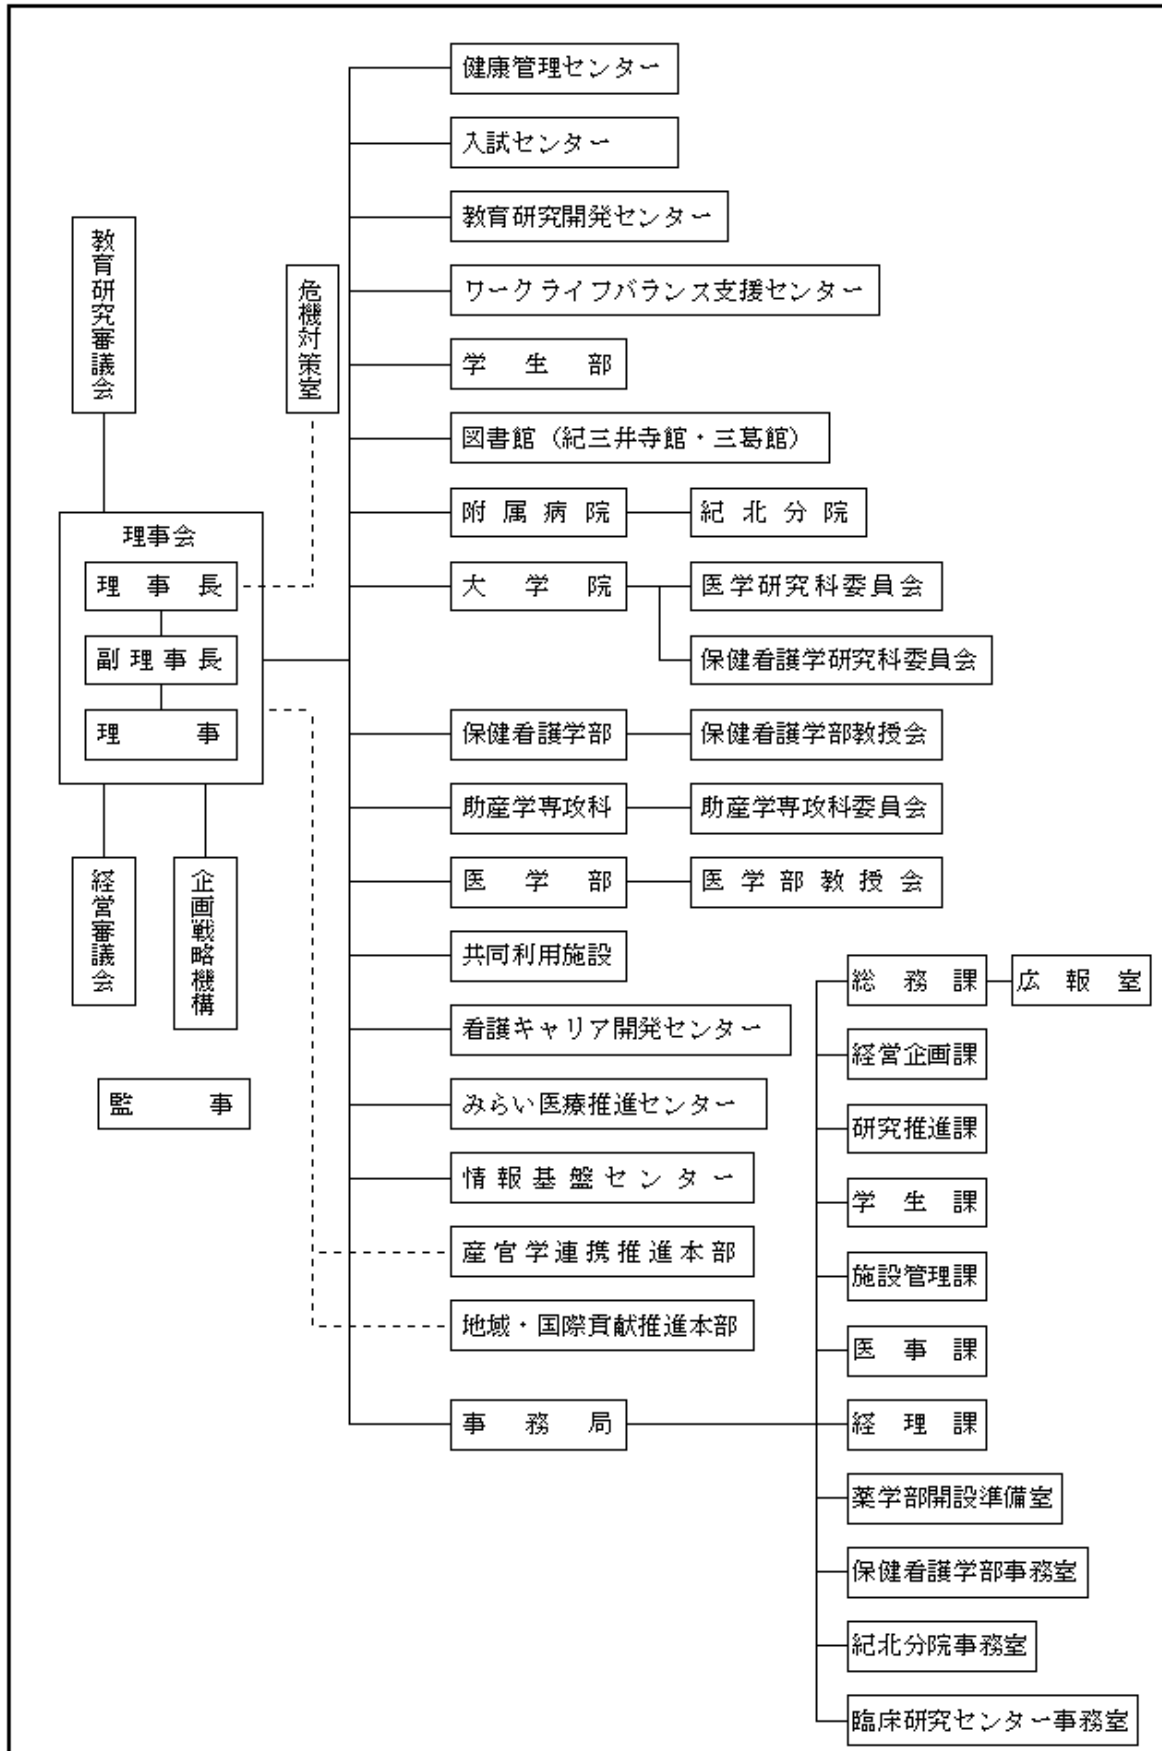 教育研究審議会
危機対策室
理事会
理事長
副理事長
理事
経営審議会
企画戦略機構
監事
健康管理センター
入試センター
教育研究開発センター
ワークライフバランス支援センター
学生部
図書館（紀三井寺館・三葛館）
附属病院
紀北分院
大学院
医学研究科委員会
保健看護学研究科委員会
保健看護学部
保健看護学部教授会
助産学専攻科
助産学専攻科委員会
医学部
医学部教授会
共同利用施設
看護キャリア開発センター
みらい医療推進センター
情報基盤センター
産官学連携推進本部
地域・国際貢献推進本部
事務局
総務課
広報室
経営企画課
研究推進課
学生課
施設管理課
医事課
経理課
薬学部開設準備室
保健看護学部事務室
紀北分院事務室
臨床研究センター事務室